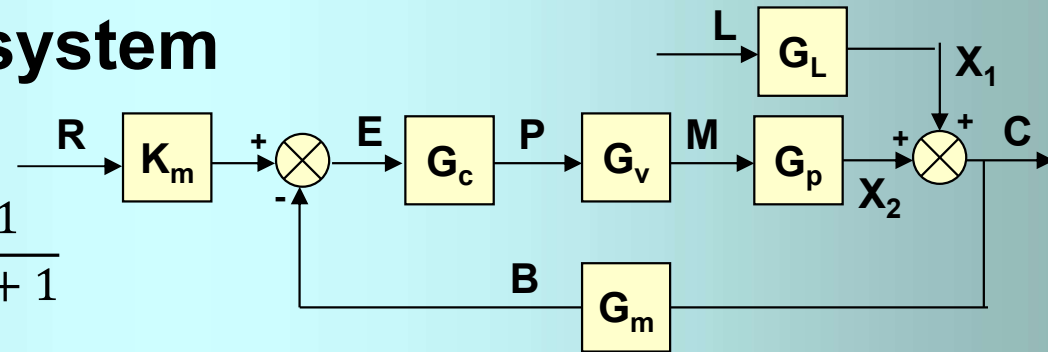 system
L
G_L
X_1
R
K_m
+
-
E
G_c
P
G_v
M
G_p
+
+
X_2
C
1
+ 1
B
G_m